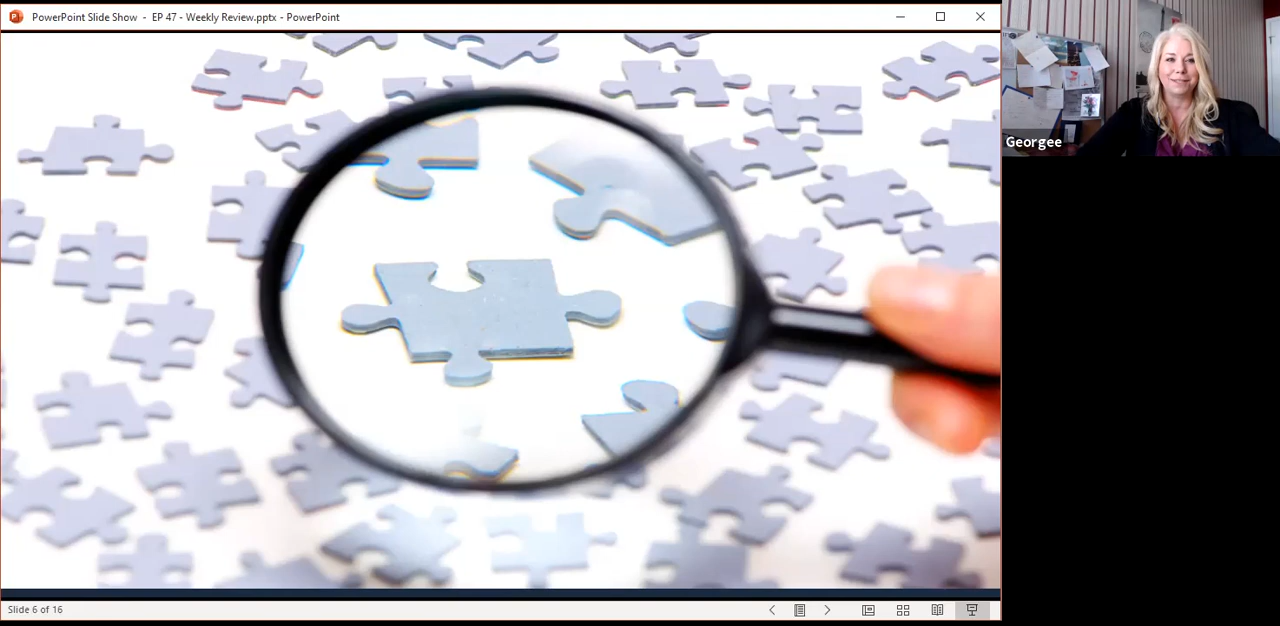 PowerPoint Slide Show - EP 47 - Weekly Review.pptx - PowerPoint
Georgee
Slide 6 of 16